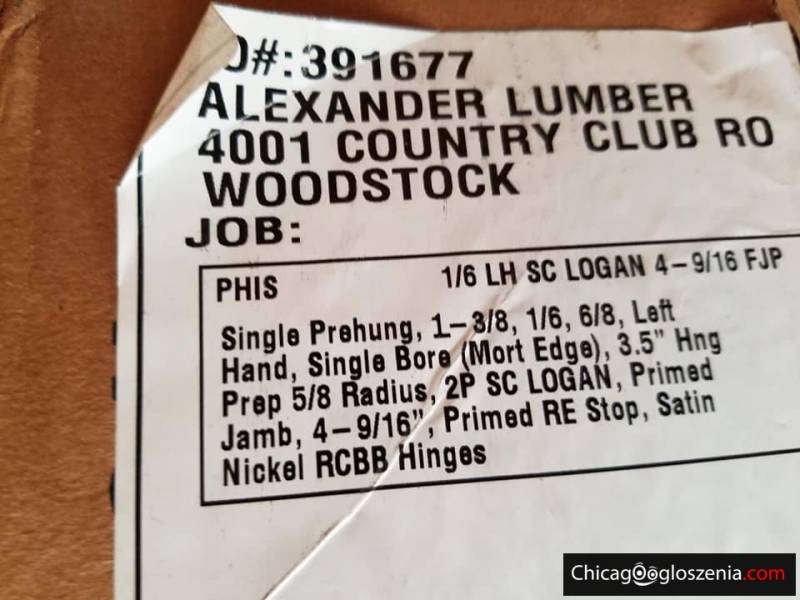 O#:391677
ALEXANDER LUMBER
4001 COUNTRY CLUB RO
WOODSTOCK
JOB:
PHIS 1/6 LH SC LOGAN 4-9/16 FJP
Single Prehung, 1-3/8, 1/6, 6/8, Left
Hand, Single Bore (Mort Edge), 3.5" Hng
Prep 5/8 Radius, 2P SC LOGAN, Primed
Jamb, 4-9/16", Primed RE Stop, Satin
Nickel RCBB Hinges
ChicagOogloszenia.com